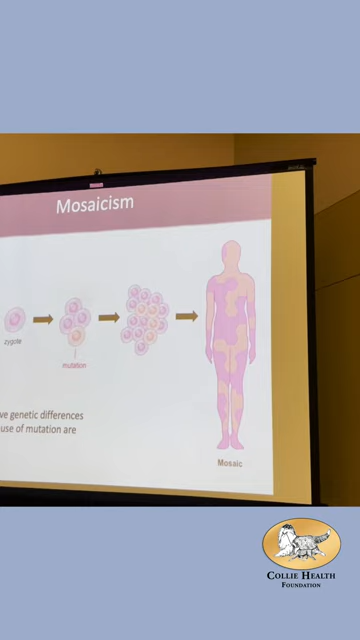 Mosaicism
zygote
mutation
ve genetic differences
use of mutation are
Mosaic
COLLIE HEALTH
FOUNDATION